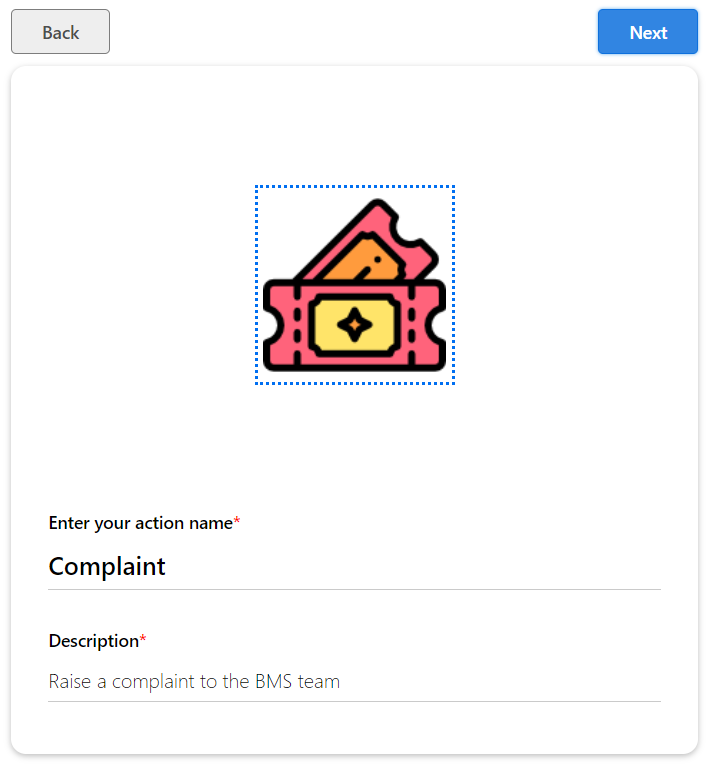 Back
Next
Enter your action name*
Complaint
Description*
Raise a complaint to the BMS team